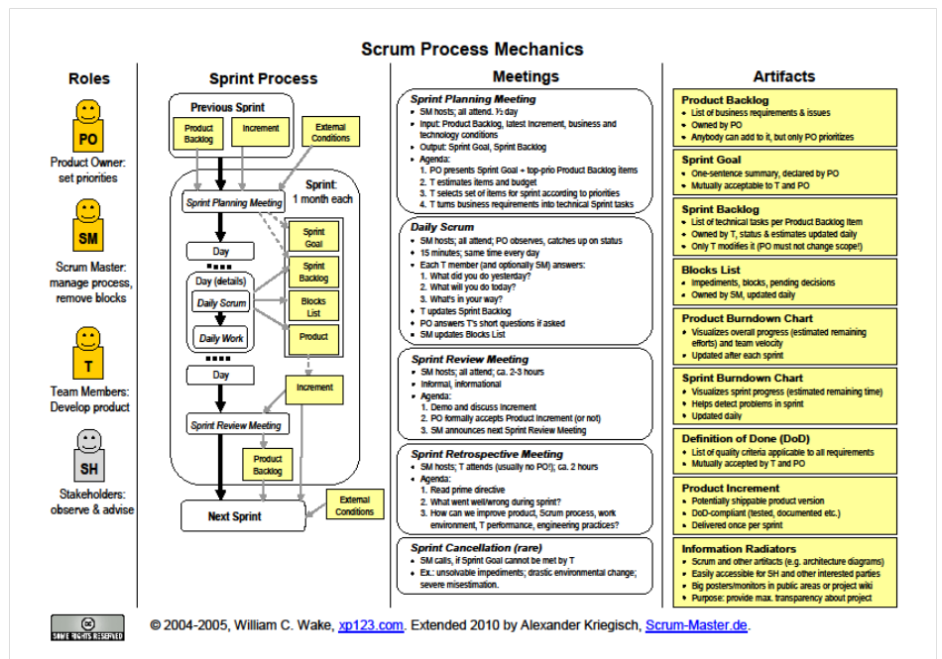 Scrum Process Mechanics
Roles
PO
Product Owner:
set priorities
SM
Scrum Master:
manage process,
remove blocks
T
Team Members:
Develop product
SH
Stakeholders:
observe & advise
Sprint Process
Previous Sprint
Product
Backlog
Increment
External
Conditions
Sprint:
1 month each
Sprint Planning Meeting
Sprint
Goal
Day
Sprint
Backlog
Day (details)
Daily Scrum
Blocks
List
Daily Work
Product
Day
Increment
Sprint Review Meeting
Product
Backlog
External
Conditions
Next Sprint
Meetings
Sprint Planning Meeting
• SM hosts; all attend. ½ day
• Input: Product Backlog, latest Increment, business and
technology conditions
• Output: Sprint Goal, Sprint Backlog
• Agenda:
1. PO presents Sprint Goal + top-prio Product Backlog items
2. T estimates items and budget
3. T selects set of items for sprint according to priorities
4. T turns business requirements into technical Sprint tasks
Daily Scrum
• SM hosts; all attend; PO observes, catches up on status
• 15 minutes; same time every day
• Each T member (and optionally SM) answers:
1. What did you do yesterday?
2. What will you do today?
3. What's in your way?
• T updates Sprint Backlog
• PO answers T's short questions if asked
• SM updates Blocks List
Sprint Review Meeting
• SM hosts; all attend; ca. 2-3 hours
• Informal, informational
• Agenda:
1. Demo and discuss Increment
2. PO formally accepts Product Increment (or not)
3. SM announces next Sprint Review Meeting
Sprint Retrospective Meeting
• SM hosts; T attends (usually no PO!); ca. 2 hours
• Agenda:
1. Read prime directive
2. What went well/wrong during sprint?
3. How can we improve product, Scrum process, work
environment, T performance, engineering practices?
Sprint Cancellation (rare)
• SM calls, if Sprint Goal cannot be met by T
• Ex.: unsolvable impediments; drastic environmental change;
severe misestimation.
Artifacts
Product Backlog
• List of business requirements & issues
• Owned by PO
• Anybody can add to it, but only PO prioritizes
Sprint Goal
• One-sentence summary, declared by PO
• Mutually acceptable to T and PO
Sprint Backlog
• List of technical tasks per Product Backlog Item
• Owned by T, status & estimates updated daily
• Only T modifies it (PO must not change scope!)
Blocks List
• Impediments, blocks, pending decisions
• Owned by SM, updated daily
Product Burndown Chart
• Visualizes overall progress (estimated remaining
efforts) and team velocity
• Updated after each sprint
Sprint Burndown Chart
• Visualizes sprint progress (estimated remaining time)
• Helps detect problems in sprint
• Updated daily
Definition of Done (DoD)
• List of quality criteria applicable to all requirements
• Mutually accepted by T and PO
Product Increment
• Potentially shippable product version
• DoD-compliant (tested, documented etc.)
• Delivered once per sprint
Information Radiators
• Scrum and other artifacts (e.g. architecture diagrams)
• Easily accessible for SH and other interested parties
• Big posters/monitors in public areas or project wiki
• Purpose: provide max. transparency about project
cc
SOME RIGHTS RESERVED
© 2004-2005, William C. Wake, xp123.com. Extended 2010 by Alexander Kriegisch, Scrum-Master.de.